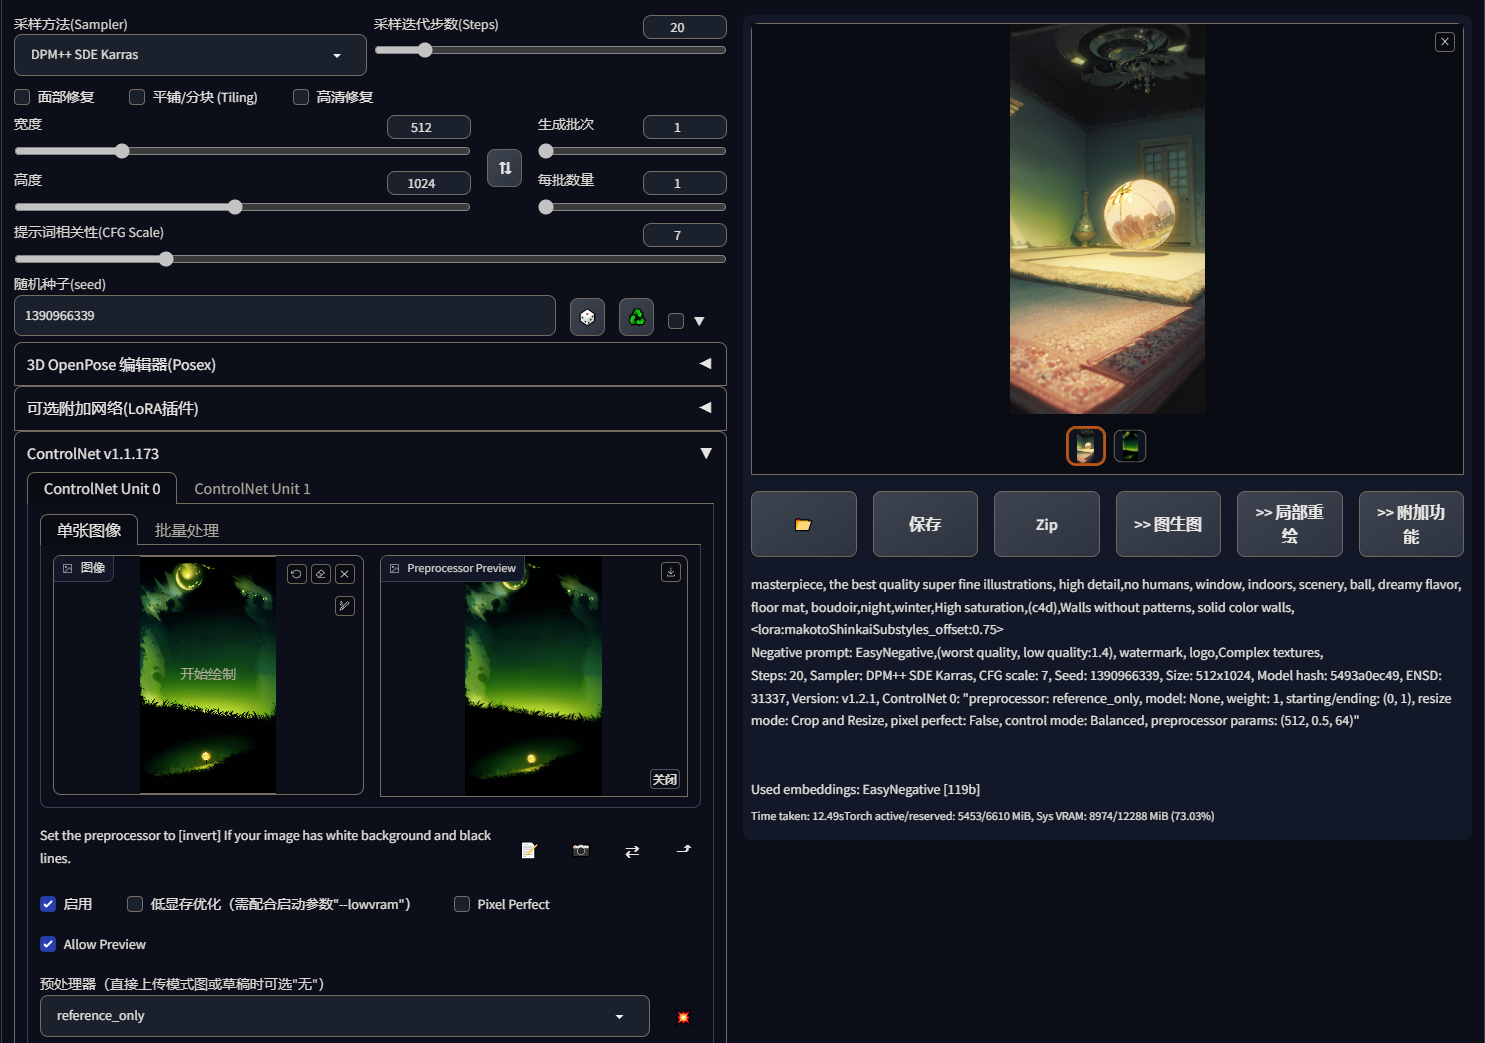 采样方法(Sampler)
DPM++ SDE Karras
采样迭代步数(Steps)
20
面部修复
平铺/分块 (Tiling)
高清修复
宽度
512
高度
1024
生成批次
1
每批数量
1
提示词相关性(CFG Scale)
7
随机种子(seed)
1390966339
3D OpenPose 编辑器(Posex)
可选附加网络(LoRA插件)
ControlNet v1.1.173
ControlNet Unit 0
ControlNet Unit 1
单张图像
批量处理
图像
开始绘制
Preprocessor Preview
关闭
Set the preprocessor to [invert] If your image has white background and black
lines.
启用
低显存优化（需配合启动参数"--lowvram"）
Pixel Perfect
Allow Preview
预处理器（直接上传模式图或草稿时可选"无"）
reference_only
保存
Zip
>> 图生图
>> 局部重
绘
>> 附加功
能
masterpiece, the best quality super fine illustrations, high detail,no humans, window, indoors, scenery, ball, dreamy flavor,
floor mat, boudoir,night,winter,High saturation,(c4d),Walls without patterns, solid color walls,
<lora:makotoShinkaiSubstyles_offset:0.75>
Negative prompt: EasyNegative,(worst quality, low quality:1.4), watermark, logo,Complex textures,
Steps: 20, Sampler: DPM++ SDE Karras, CFG scale: 7, Seed: 1390966339, Size: 512x1024, Model hash: 5493a0ec49, ENSD:
31337, Version: v1.2.1, ControlNet 0: "preprocessor: reference_only, model: None, weight: 1, starting/ending: (0, 1), resize
mode: Crop and Resize, pixel perfect: False, control mode: Balanced, preprocessor params: (512, 0.5, 64)"
Used embeddings: EasyNegative [119b]
Time taken: 12.49sTorch active/reserved: 5453/6610 MiB, Sys VRAM: 8974/12288 MiB (73.03%)